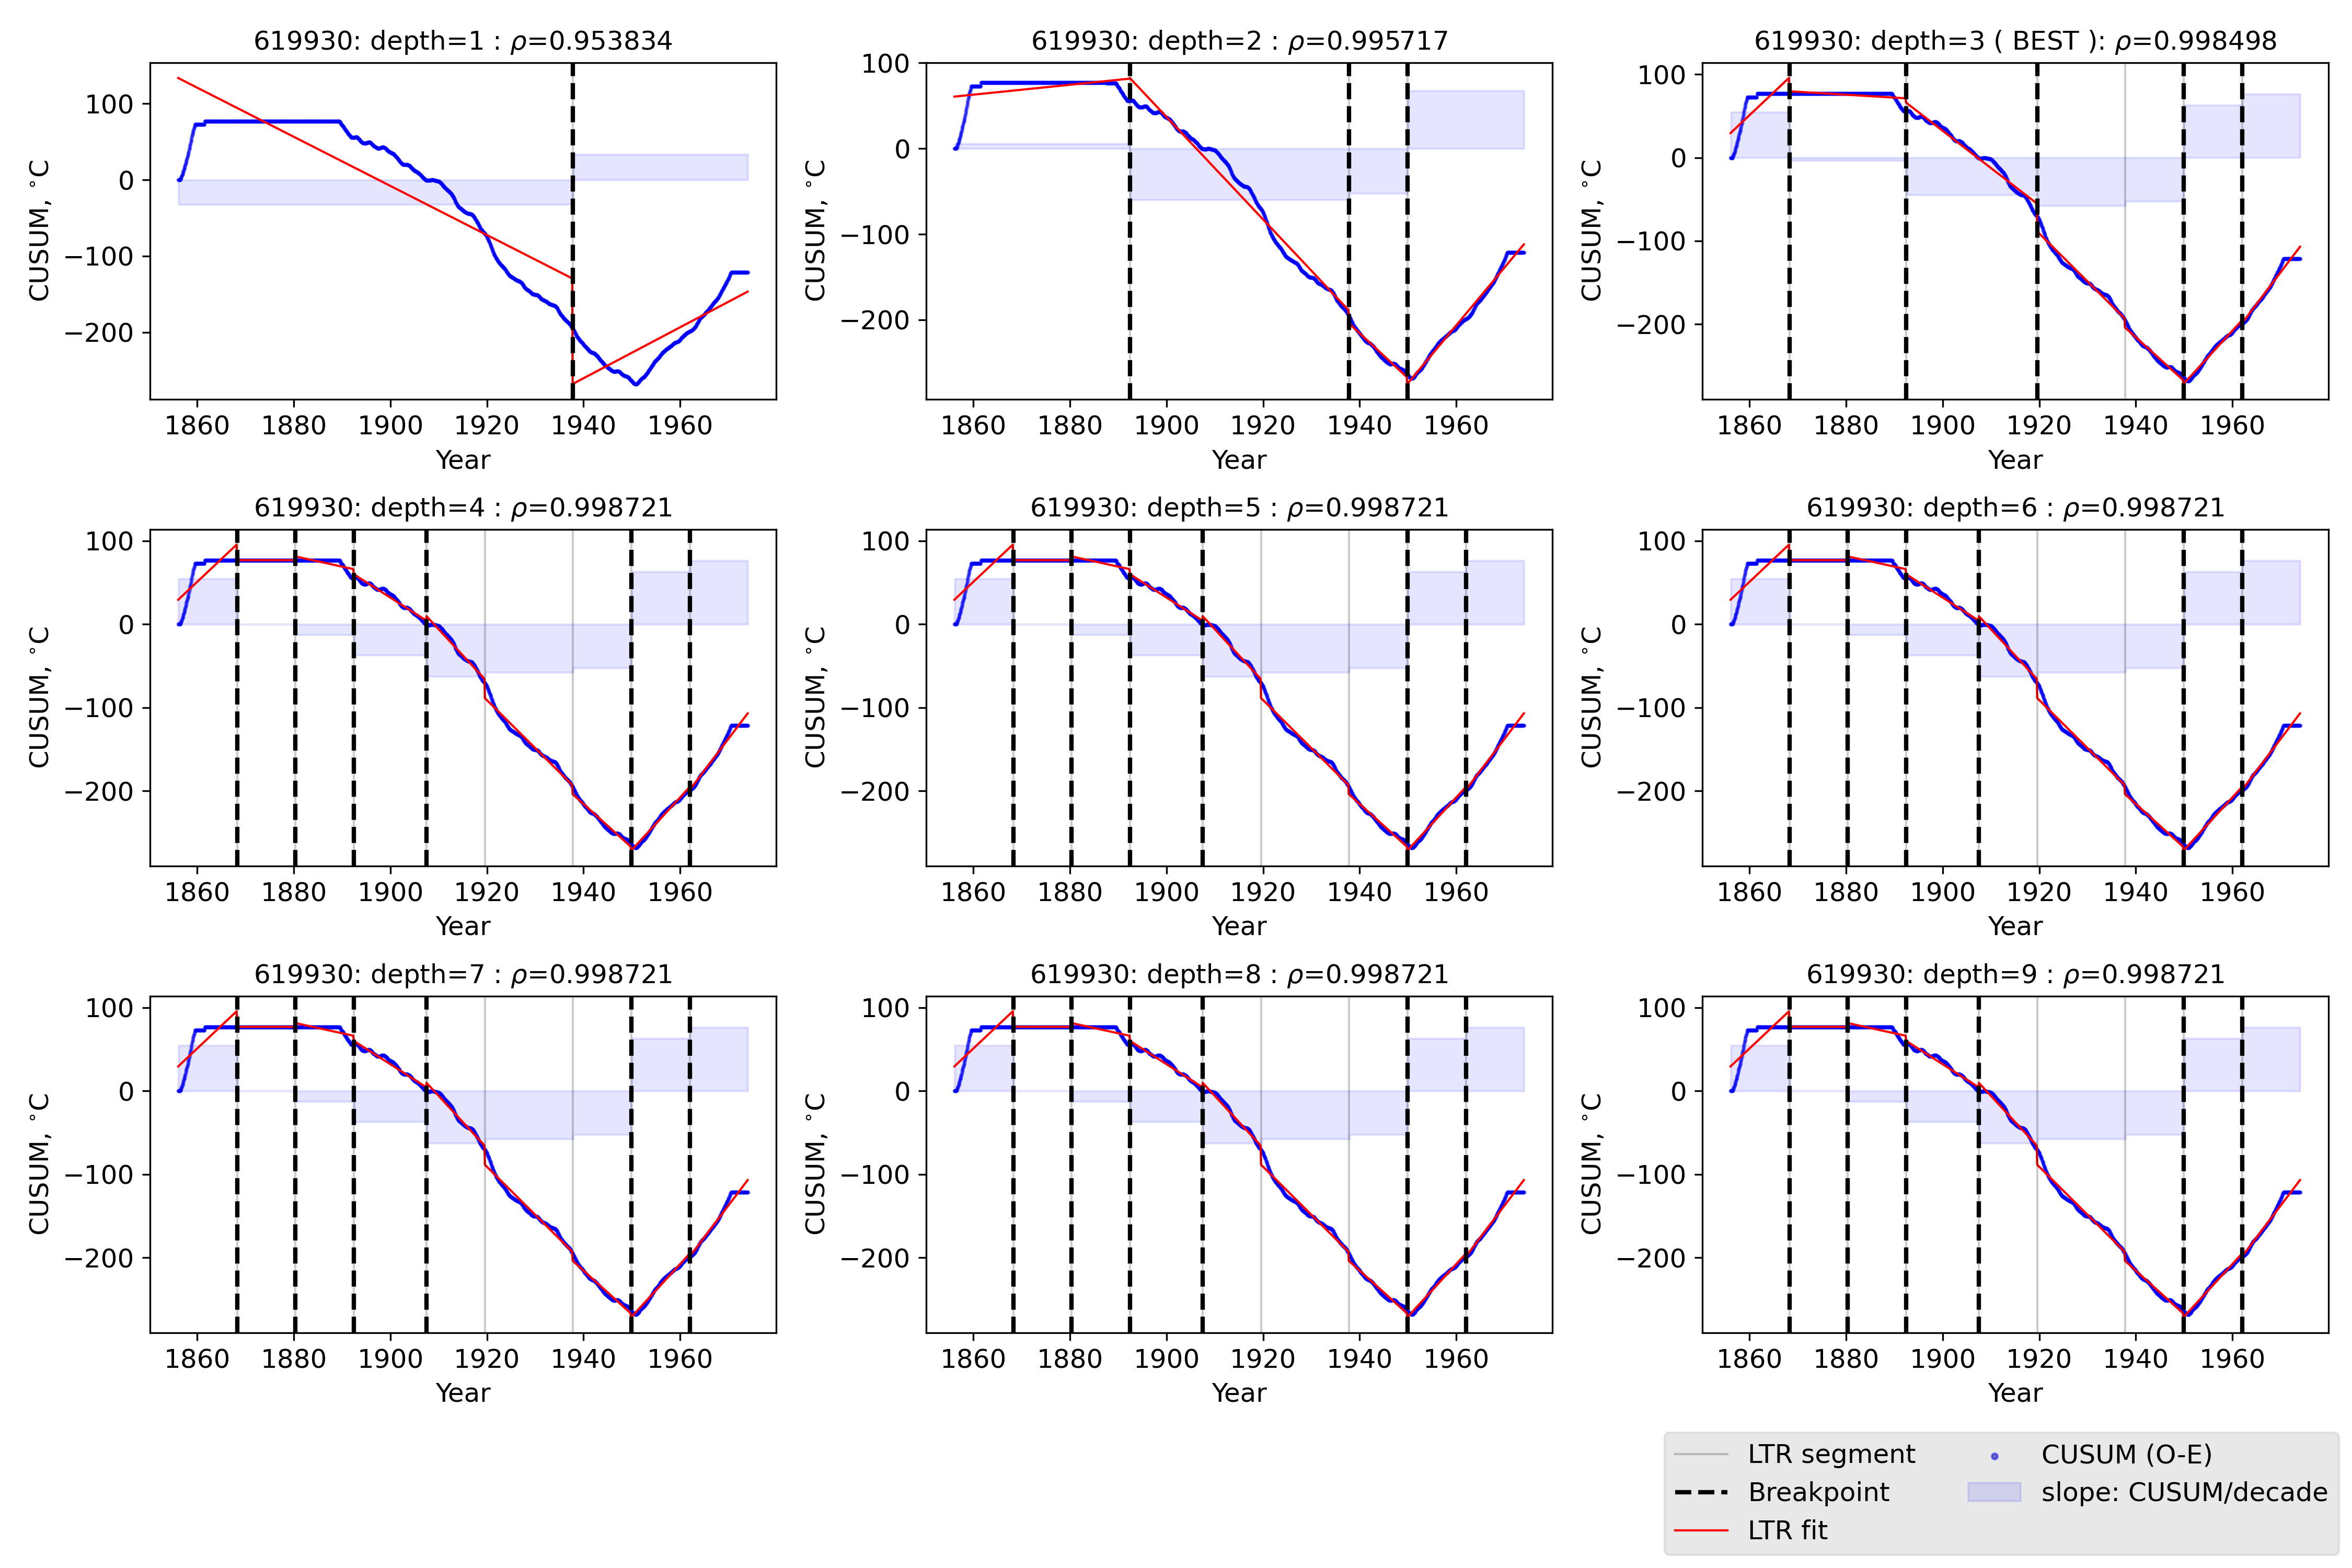 619930: depth=1 : ρ=0.953834
619930: depth=2 : ρ=0.995717
619930: depth=3 ( BEST ): ρ=0.998498
CUSUM, °C
100
0
−100
−200
1860 1880 1900 1920 1940 1960
Year
CUSUM, °C
100
0
−100
−200
1860 1880 1900 1920 1940 1960
Year
CUSUM, °C
100
0
−100
−200
1860 1880 1900 1920 1940 1960
Year
619930: depth=4 : ρ=0.998721
619930: depth=5 : ρ=0.998721
619930: depth=6 : ρ=0.998721
CUSUM, °C
100
0
−100
−200
1860 1880 1900 1920 1940 1960
Year
CUSUM, °C
100
0
−100
−200
1860 1880 1900 1920 1940 1960
Year
CUSUM, °C
100
0
−100
−200
1860 1880 1900 1920 1940 1960
Year
619930: depth=7 : ρ=0.998721
619930: depth=8 : ρ=0.998721
619930: depth=9 : ρ=0.998721
CUSUM, °C
100
0
−100
−200
1860 1880 1900 1920 1940 1960
Year
CUSUM, °C
100
0
−100
−200
1860 1880 1900 1920 1940 1960
Year
CUSUM, °C
100
0
−100
−200
1860 1880 1900 1920 1940 1960
Year
LTR segment
Breakpoint
LTR fit
CUSUM (O-E)
slope: CUSUM/decade